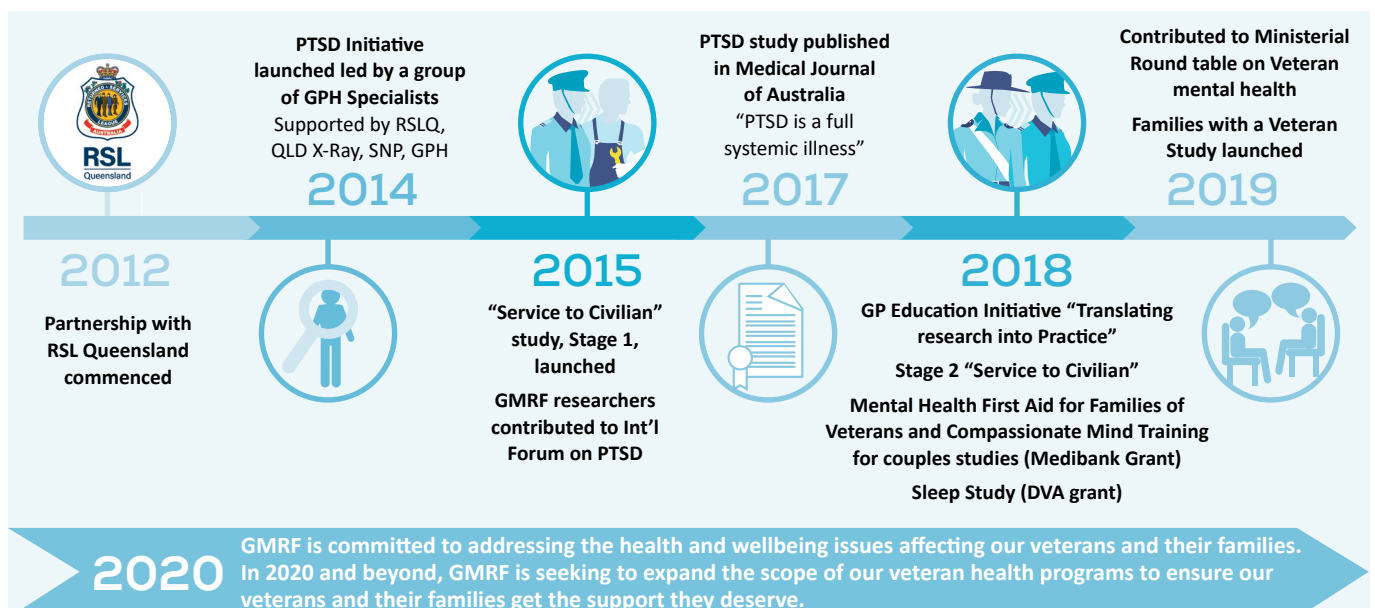 RETURNED & SERVICES
LEAGUE
AUSTRALIA
RSL
Queensland
2012
Partnership with
RSL Queensland
commenced
PTSD Initiative
launched led by a group
of GPH Specialists
Supported by RSLQ,
QLD X-Ray, SNP, GPH
2014
2015
“Service to Civilian”
study, Stage 1,
launched
GMRF researchers
contributed to Int’l
Forum on PTSD
PTSD study published
in Medical Journal
of Australia
“PTSD is a full
systemic illness”
2017
2018
GP Education Initiative “Translating
research into Practice”
Stage 2 “Service to Civilian”
Mental Health First Aid for Families of
Veterans and Compassionate Mind Training
for couples studies (Medibank Grant)
Sleep Study (DVA grant)
Contributed to Ministerial
Round table on Veteran
mental health
Families with a Veteran
Study launched
2019
2020
GMRF is committed to addressing the health and wellbeing issues affecting our veterans and their families.
In 2020 and beyond, GMRF is seeking to expand the scope of our veteran health programs to ensure our
veterans and their families get the support they deserve.